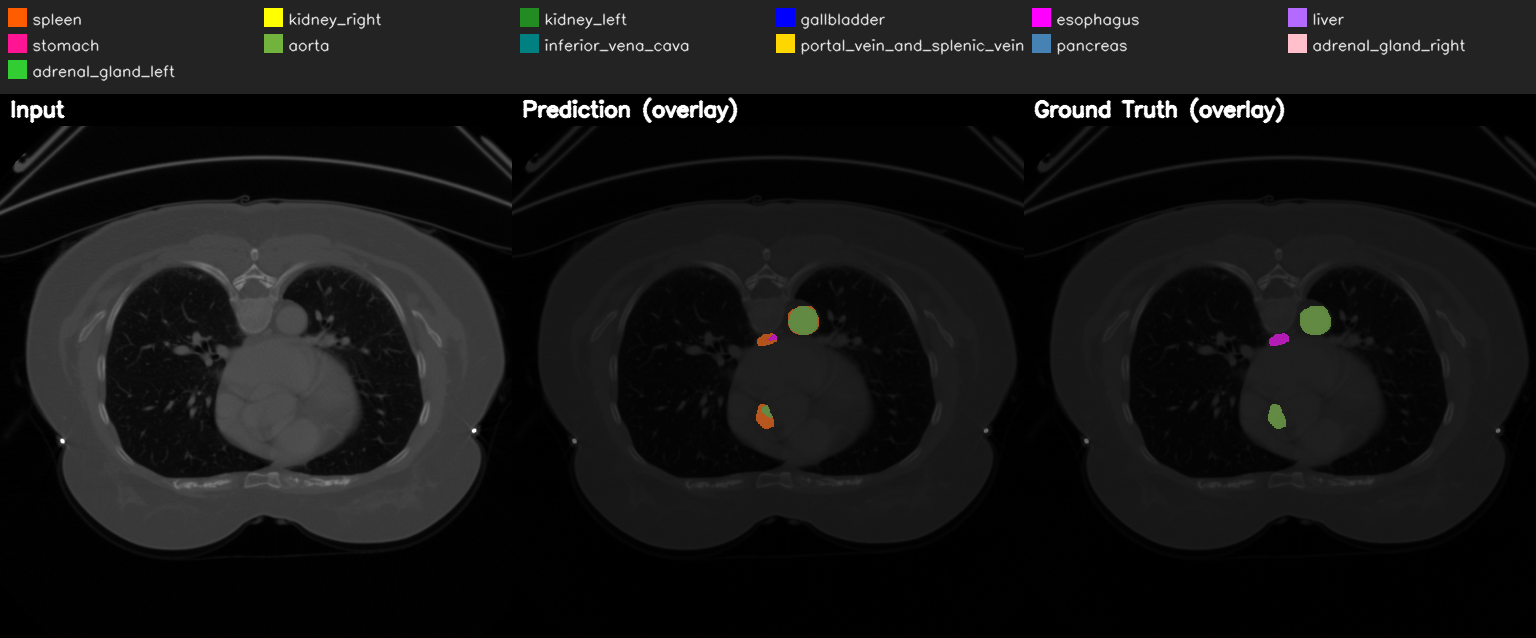 spleen kidney_right kidney_left gallbladder esophagus liver
stomach aorta inferior_vena_cava portal_vein_and_splenic_vein pancreas adrenal_gland_right
adrenal_gland_left
Input Prediction (overlay) Ground Truth (overlay)